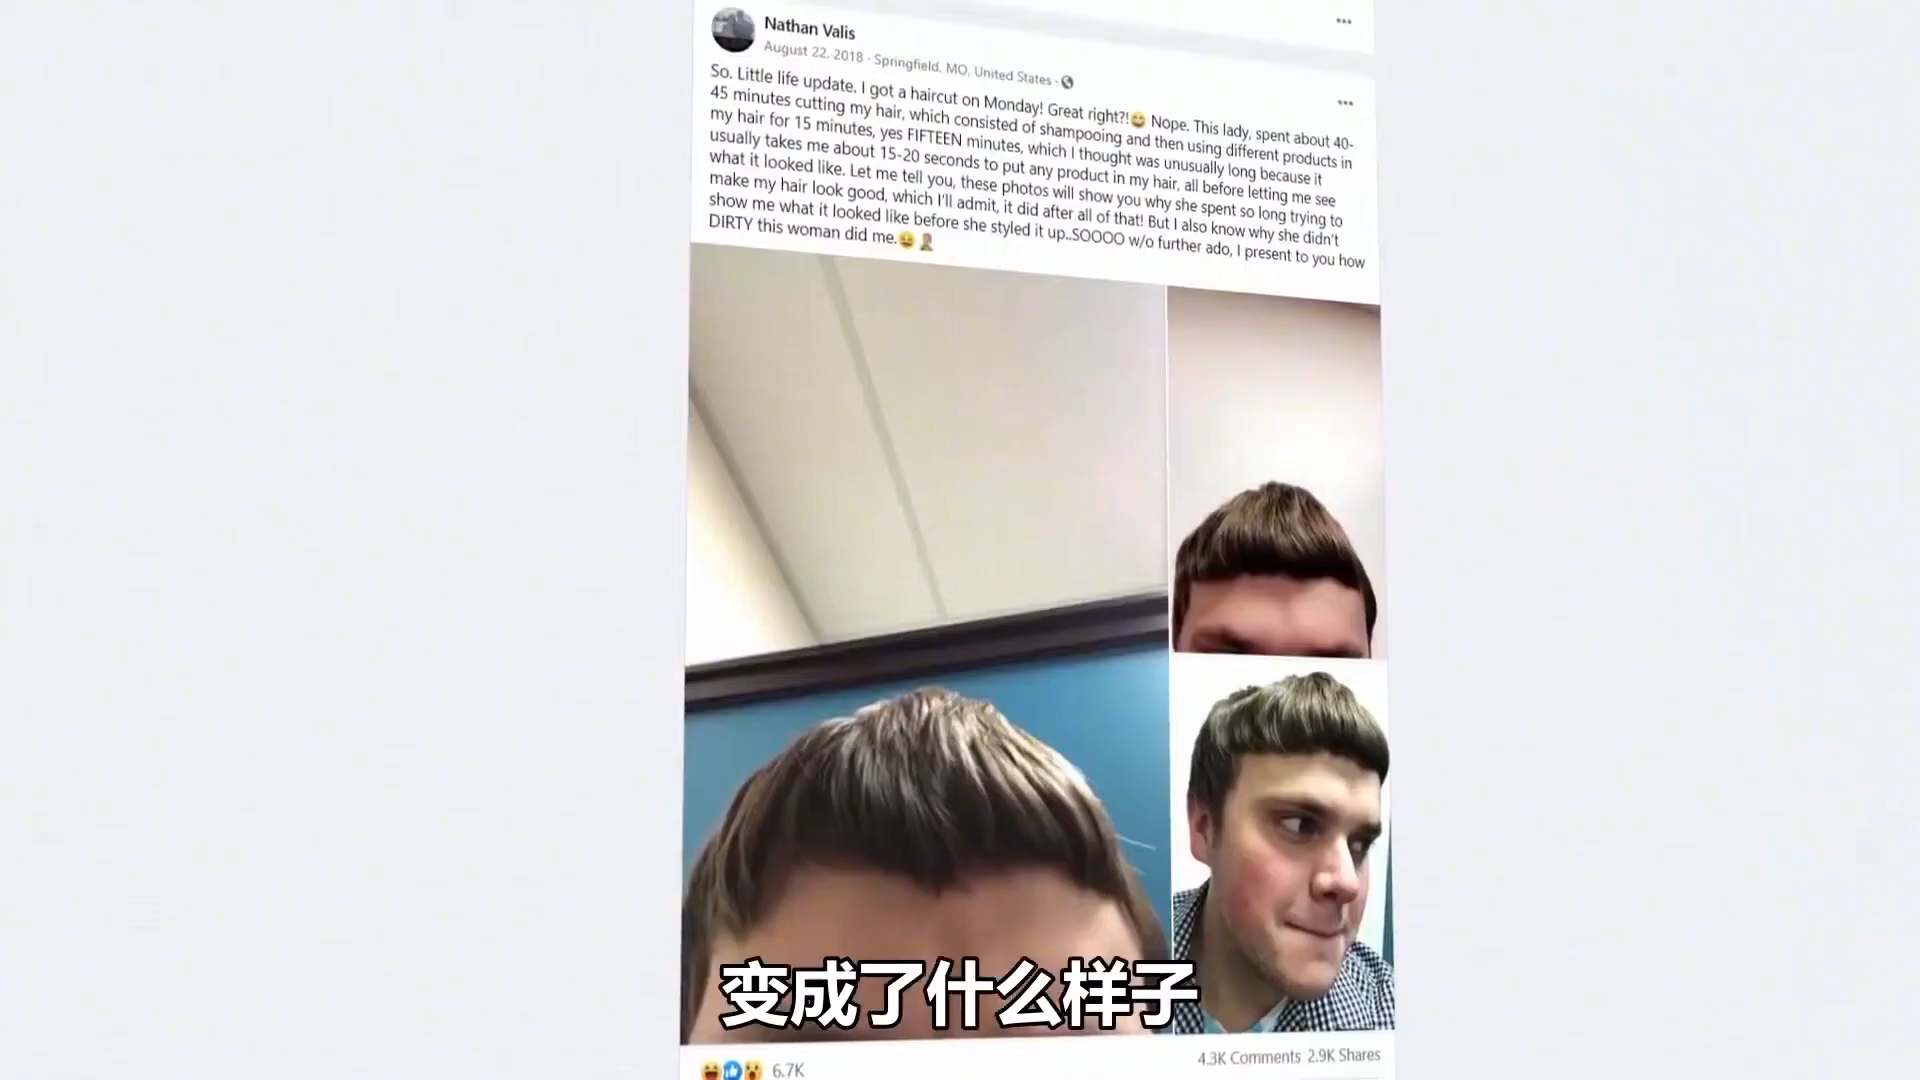 Nathan Valis
August 22, 2018 · Springfield, MO, United States ·
So. Little life update. I got a haircut on Monday! Great right?!😄 Nope. This lady, spent about 40-
45 minutes cutting my hair, which consisted of shampooing and then using different products in
my hair for 15 minutes, yes FIFTEEN minutes, which I thought was unusually long because it
usually takes me about 15-20 seconds to put any product in my hair, all before letting me see
what it looked like. Let me tell you, these photos will show you why she spent so long trying to
make my hair look good, which I'll admit, it did after all of that! But I also know why she didn't
show me what it looked like before she styled it up..SOOOO w/o further ado, I present to you how
DIRTY this woman did me.😆🤦🏼‍♂️
变成了什么样子
6.7K
4.3K Comments 2.9K Shares